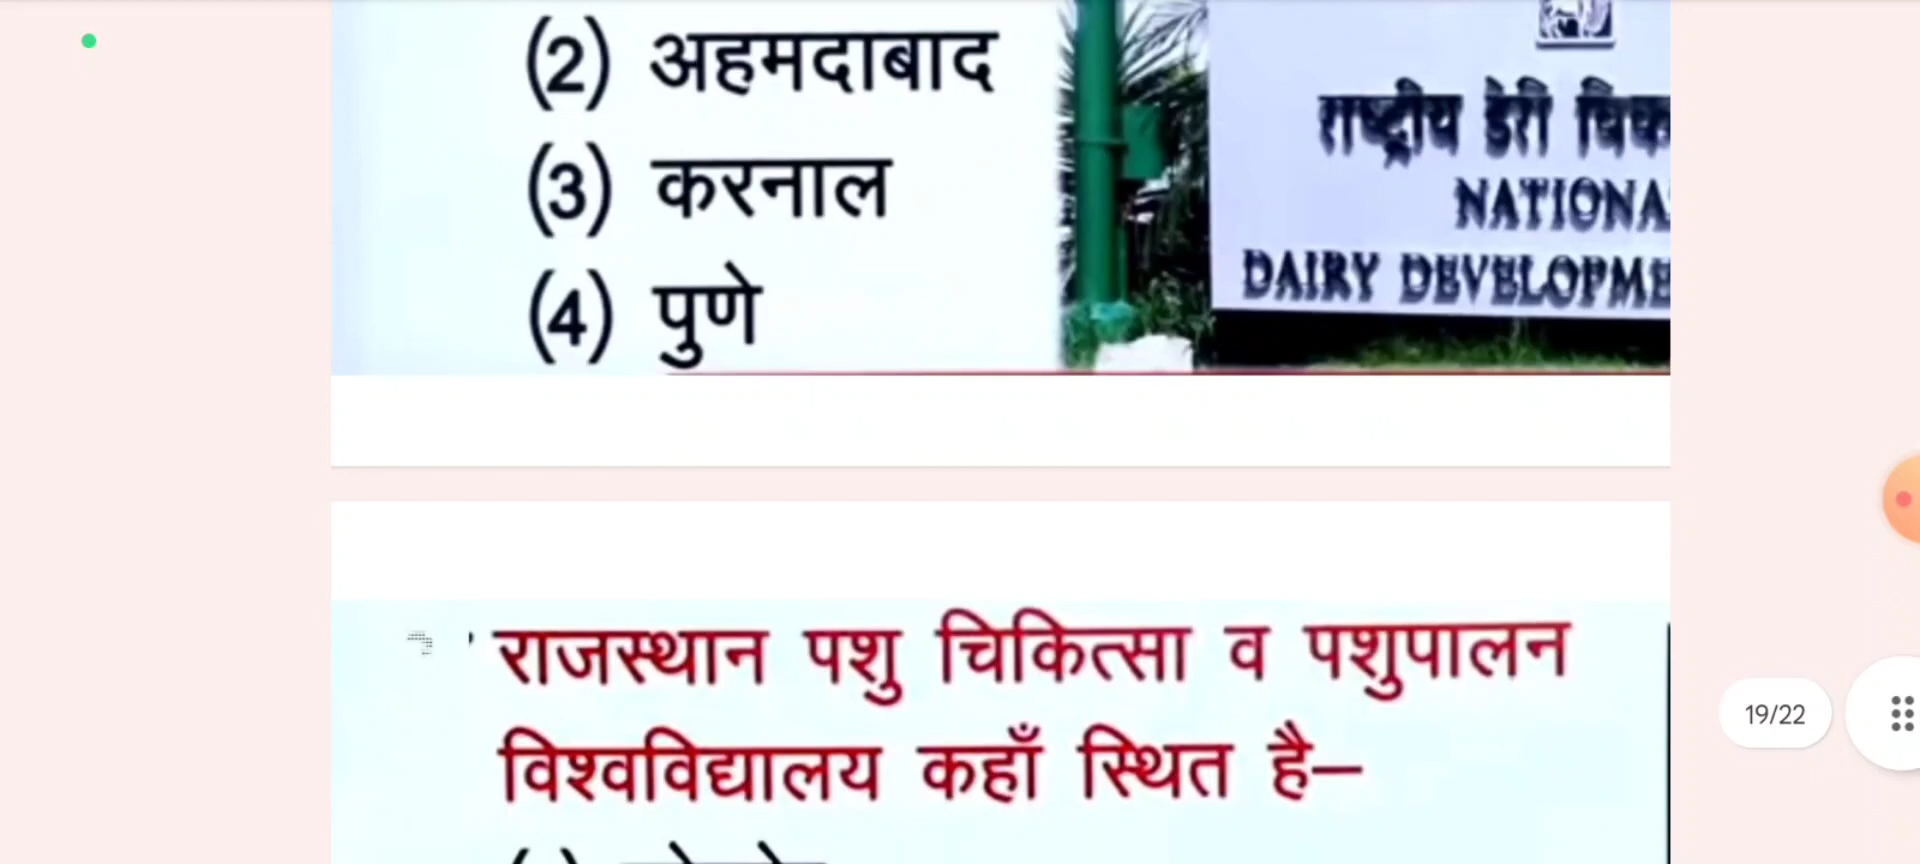 (2) अहमदाबाद
(3) करनाल
(4) पुणे
राष्ट्रीय डेरी
NATIONA
DAIRY DEVELOPME
राजस्थान पशु चिकित्सा व पशुपालन
विश्वविद्यालय कहाँ स्थित है–
19/22